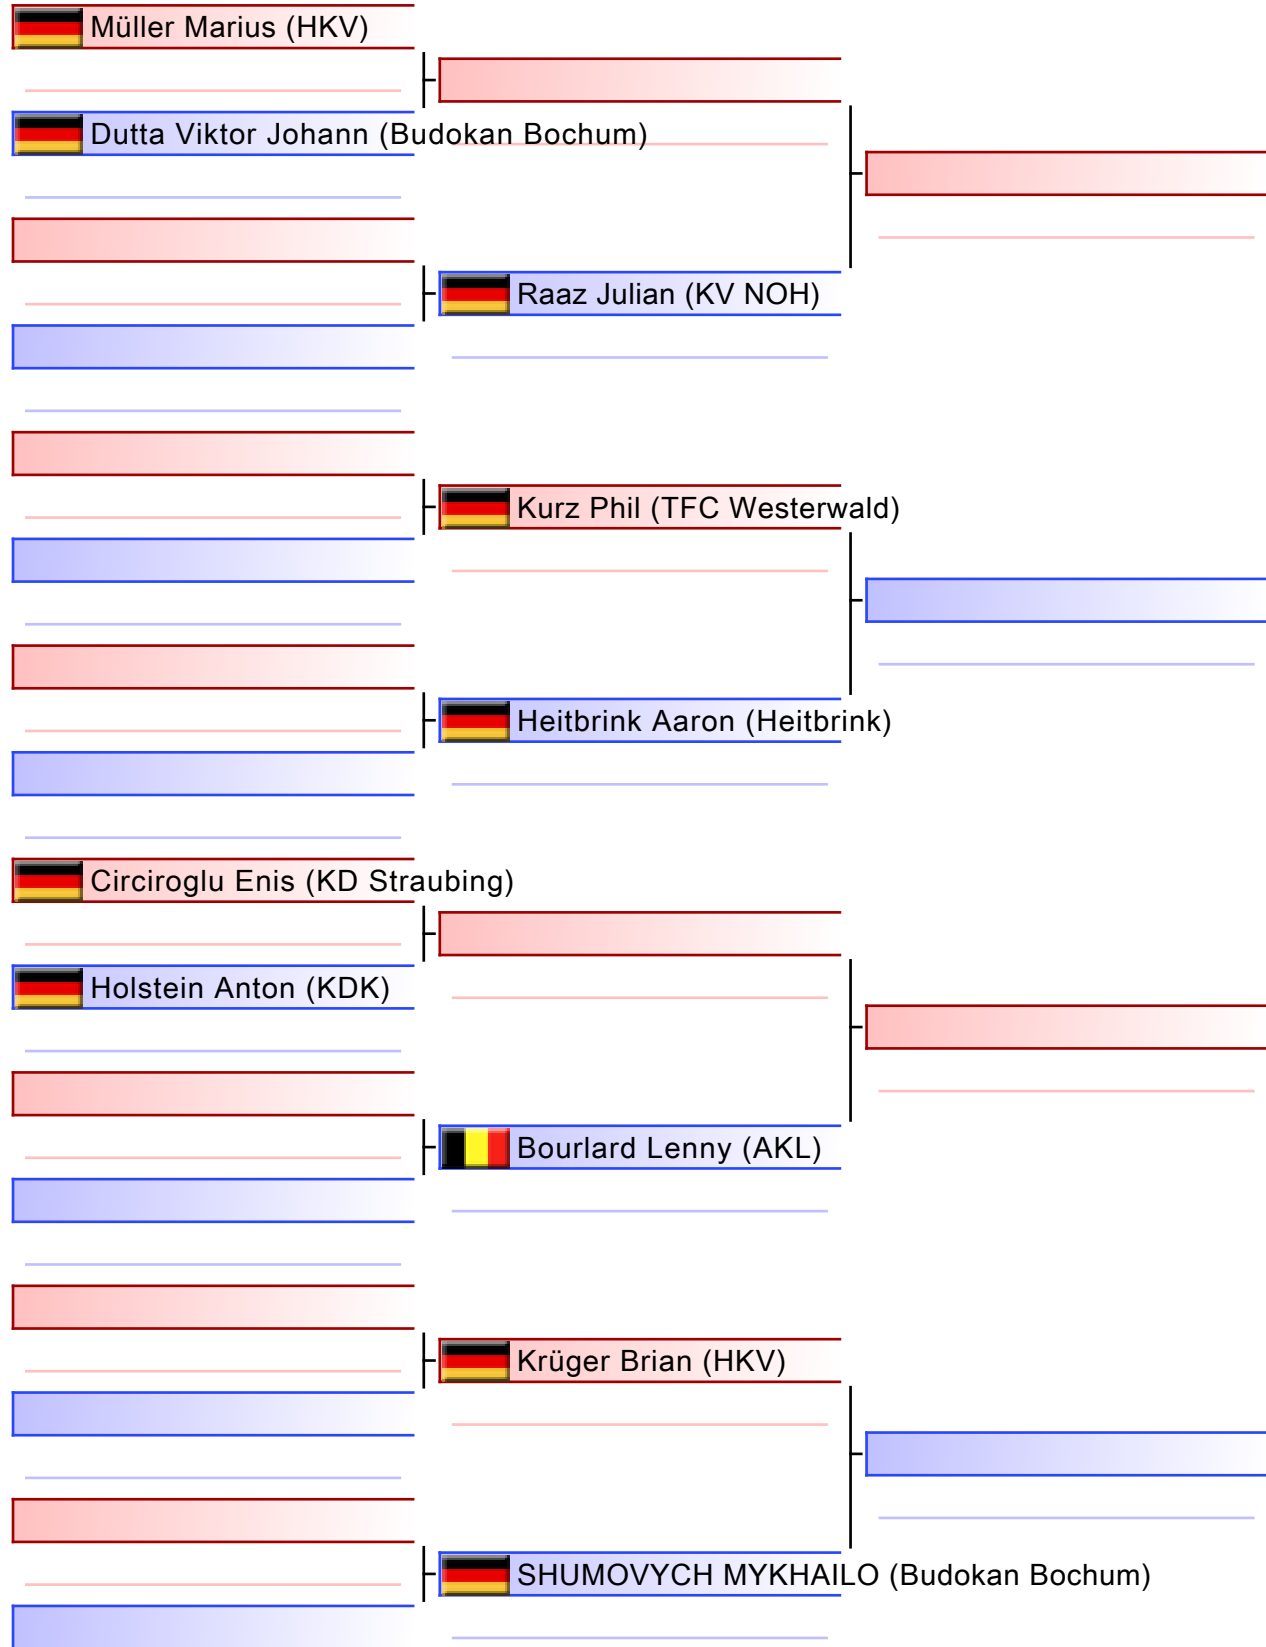 Müller Marius (HKV)
Dutta Viktor Johann (Budokan Bochum)
Raaz Julian (KV NOH)
Kurz Phil (TFC Westerwald)
Heitbrink Aaron (Heitbrink)
Circiroglu Enis (KD Straubing)
Holstein Anton (KDK)
Bourlard Lenny (AKL)
Krüger Brian (HKV)
SHUMOVYCH MYKHAILO (Budokan Bochum)